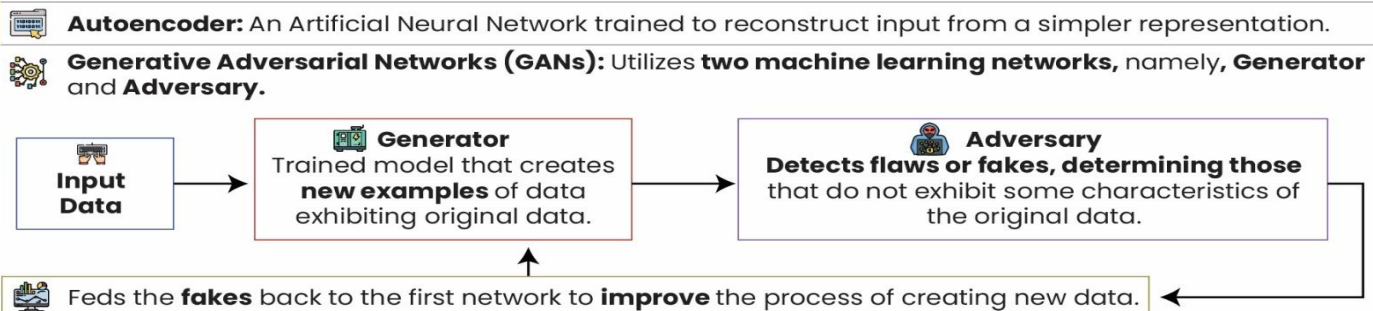 Autoencoder: An Artificial Neural Network trained to reconstruct input from a simpler representation.
Generative Adversarial Networks (GANs): Utilizes two machine learning networks, namely, Generator
and Adversary.
Input
Data
Generator
Trained model that creates
new examples of data
exhibiting original data.
Adversary
Detects flaws or fakes, determining those
that do not exhibit some characteristics of
the original data.
Feds the fakes back to the first network to improve the process of creating new data.